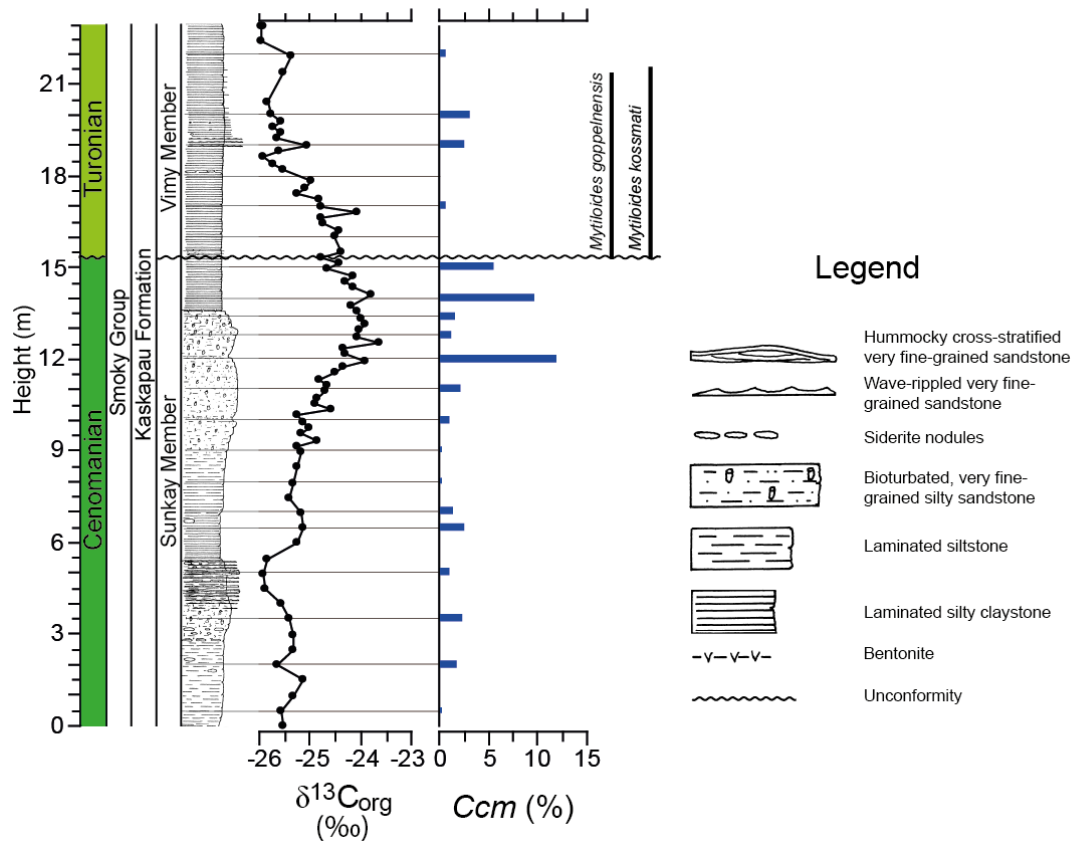 Turonian
Cenomanian
Smoky Group
Kaskapau Formation
Vimy Member
Sunkay Member
Height (m)
21
18
15
12
9
6
3
0
-26 -25 -24 -23
δ13Corg
(‰)
0 5 10 15
Ccm (%)
Mytiloides goppelnensis
Mytiloides kossmati
Legend
Hummocky cross-stratified
very fine-grained sandstone
Wave-rippled very fine-
grained sandstone
Siderite nodules
Bioturbated, very fine-
grained silty sandstone
Laminated siltstone
Laminated silty claystone
Bentonite
Unconformity